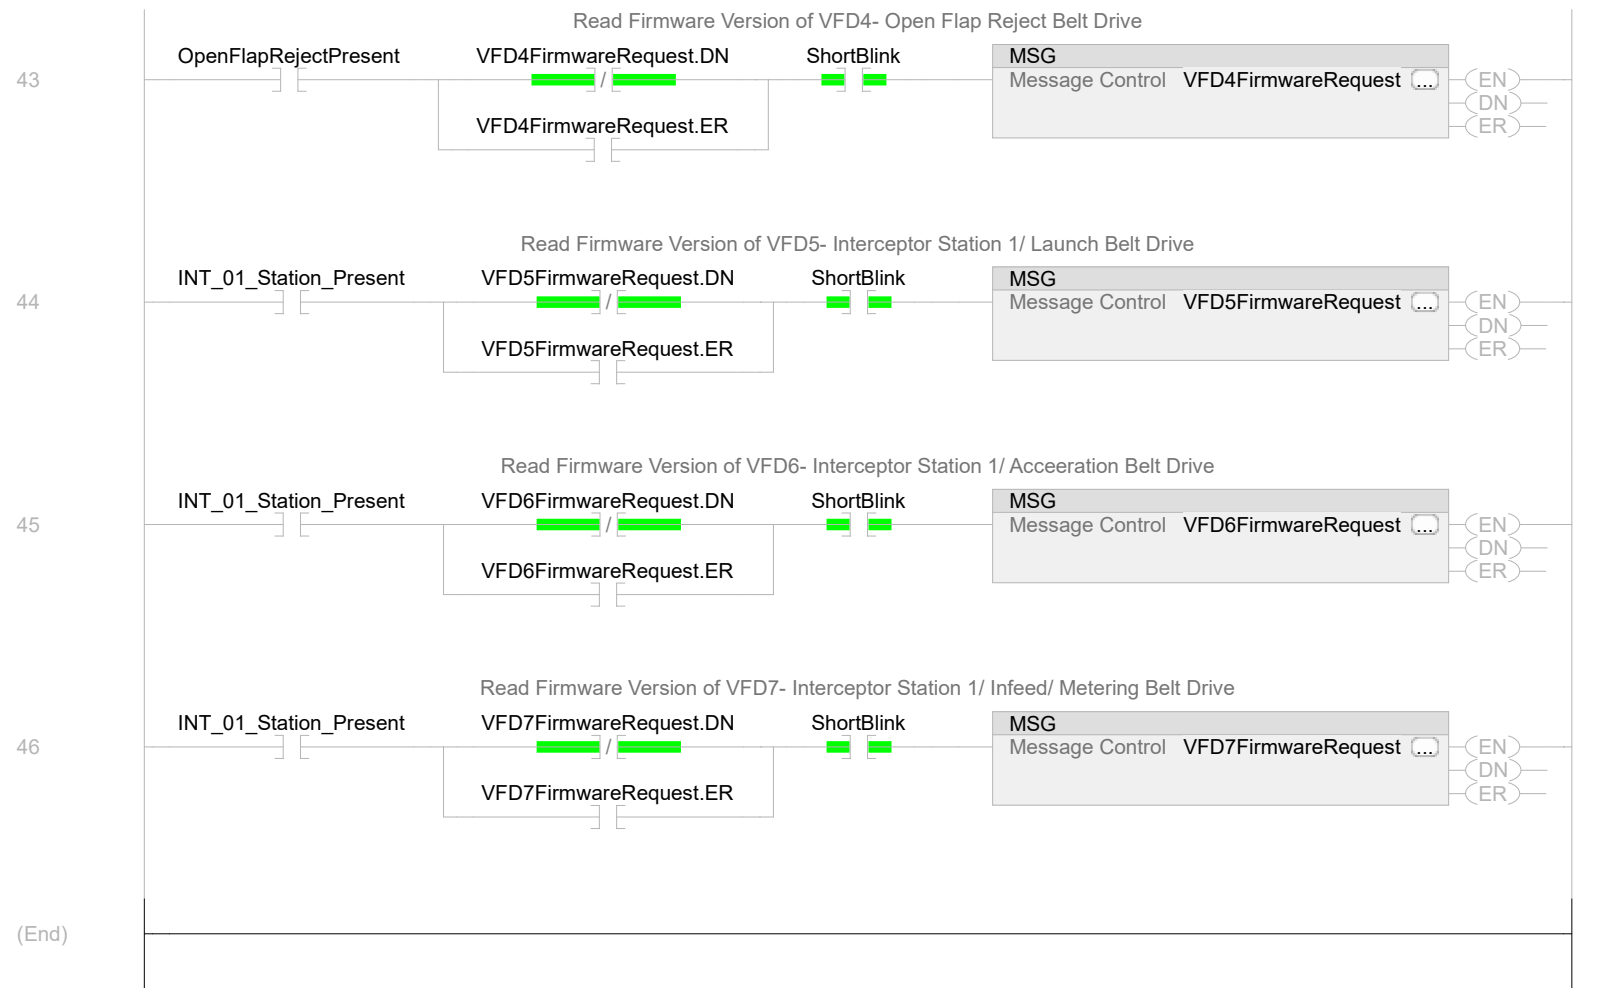 Read Firmware Version of VFD4- Open Flap Reject Belt Drive
OpenFlapRejectPresent VFD4FirmwareRequest.DN ShortBlink MSG
43 / Message Control VFD4FirmwareRequest ... EN
DN
VFD4FirmwareRequest.ER ER
Read Firmware Version of VFD5- Interceptor Station 1/ Launch Belt Drive
INT_01_Station_Present VFD5FirmwareRequest.DN ShortBlink MSG
44 / Message Control VFD5FirmwareRequest ... EN
DN
VFD5FirmwareRequest.ER ER
Read Firmware Version of VFD6- Interceptor Station 1/ Acceeration Belt Drive
INT_01_Station_Present VFD6FirmwareRequest.DN ShortBlink MSG
45 / Message Control VFD6FirmwareRequest ... EN
DN
VFD6FirmwareRequest.ER ER
Read Firmware Version of VFD7- Interceptor Station 1/ Infeed/ Metering Belt Drive
INT_01_Station_Present VFD7FirmwareRequest.DN ShortBlink MSG
46 / Message Control VFD7FirmwareRequest ... EN
DN
VFD7FirmwareRequest.ER ER
(End)